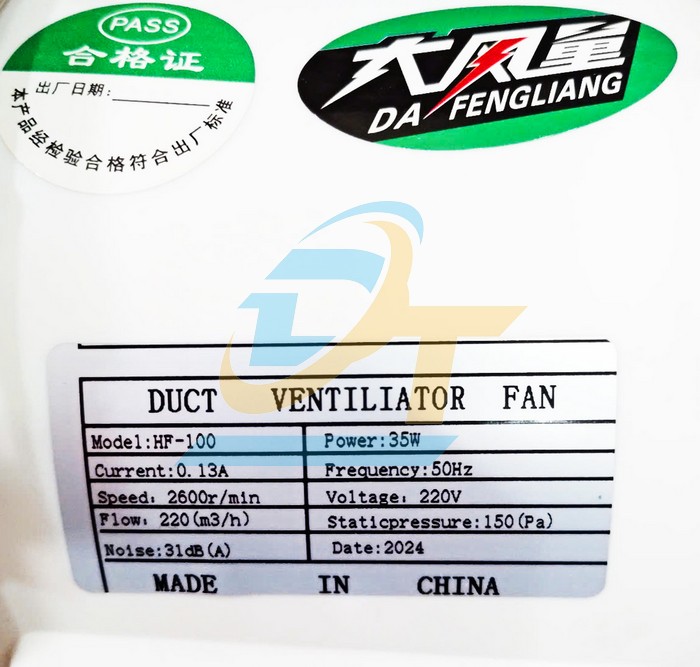 PASS
合格证
出厂日期:
本产品经检验合格符合出厂标准
大风量
DA FENGLIANG
DT
DUCT VENTILIATOR FAN
Model:HF-100 Power:35W
Current:0.13A Frequency:50Hz
Speed: 2600r/min Voltage: 220V
Flow: 220(m3/h) Staticpressure:150(Pa)
Noise:31dB(A) Date:2024
MADE IN CHINA